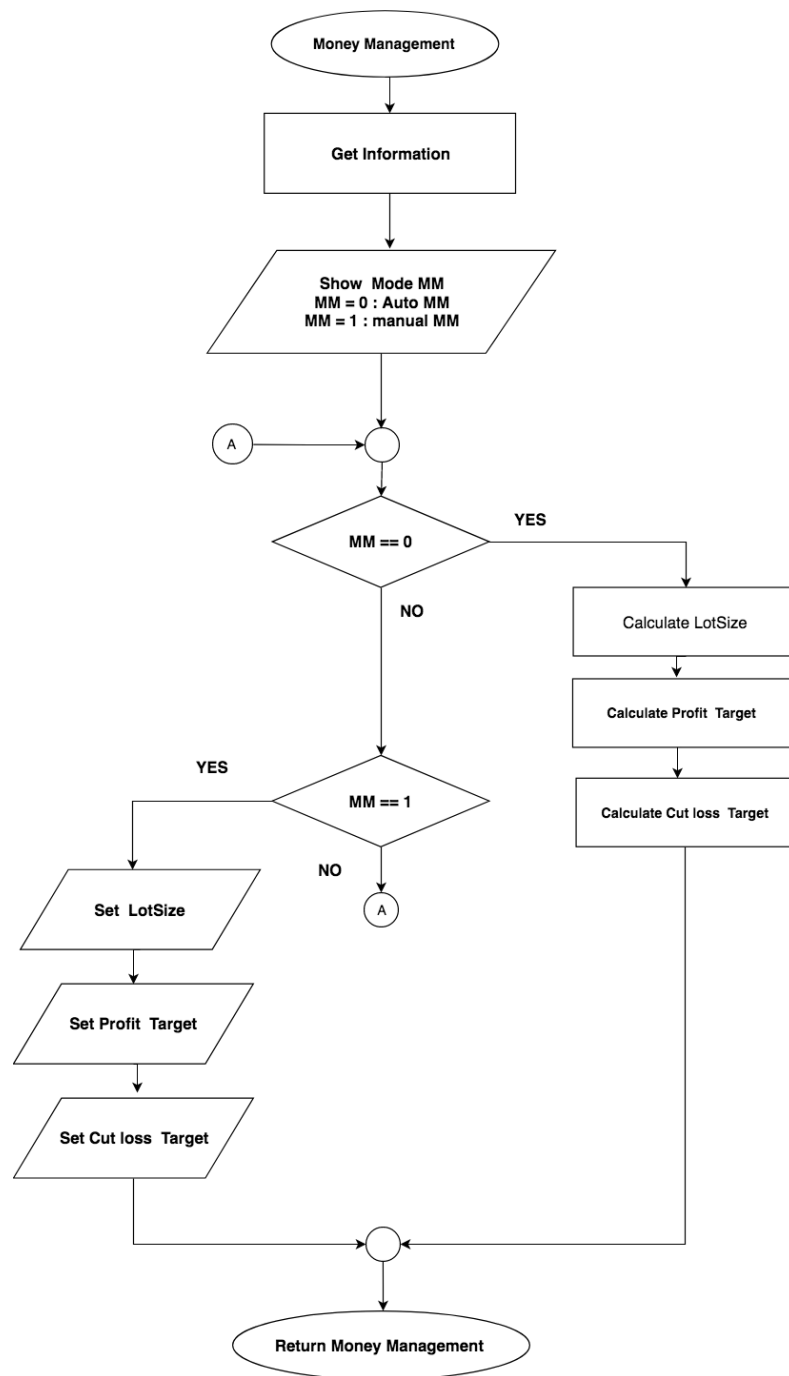 Money Management
Get Information
Show Mode MM
MM = 0 : Auto MM
MM = 1 : manual MM
A
MM == 0
YES
NO
Calculate LotSize
Calculate Profit Target
Calculate Cut loss Target
YES
MM == 1
NO
A
Set LotSize
Set Profit Target
Set Cut loss Target
Return Money Management